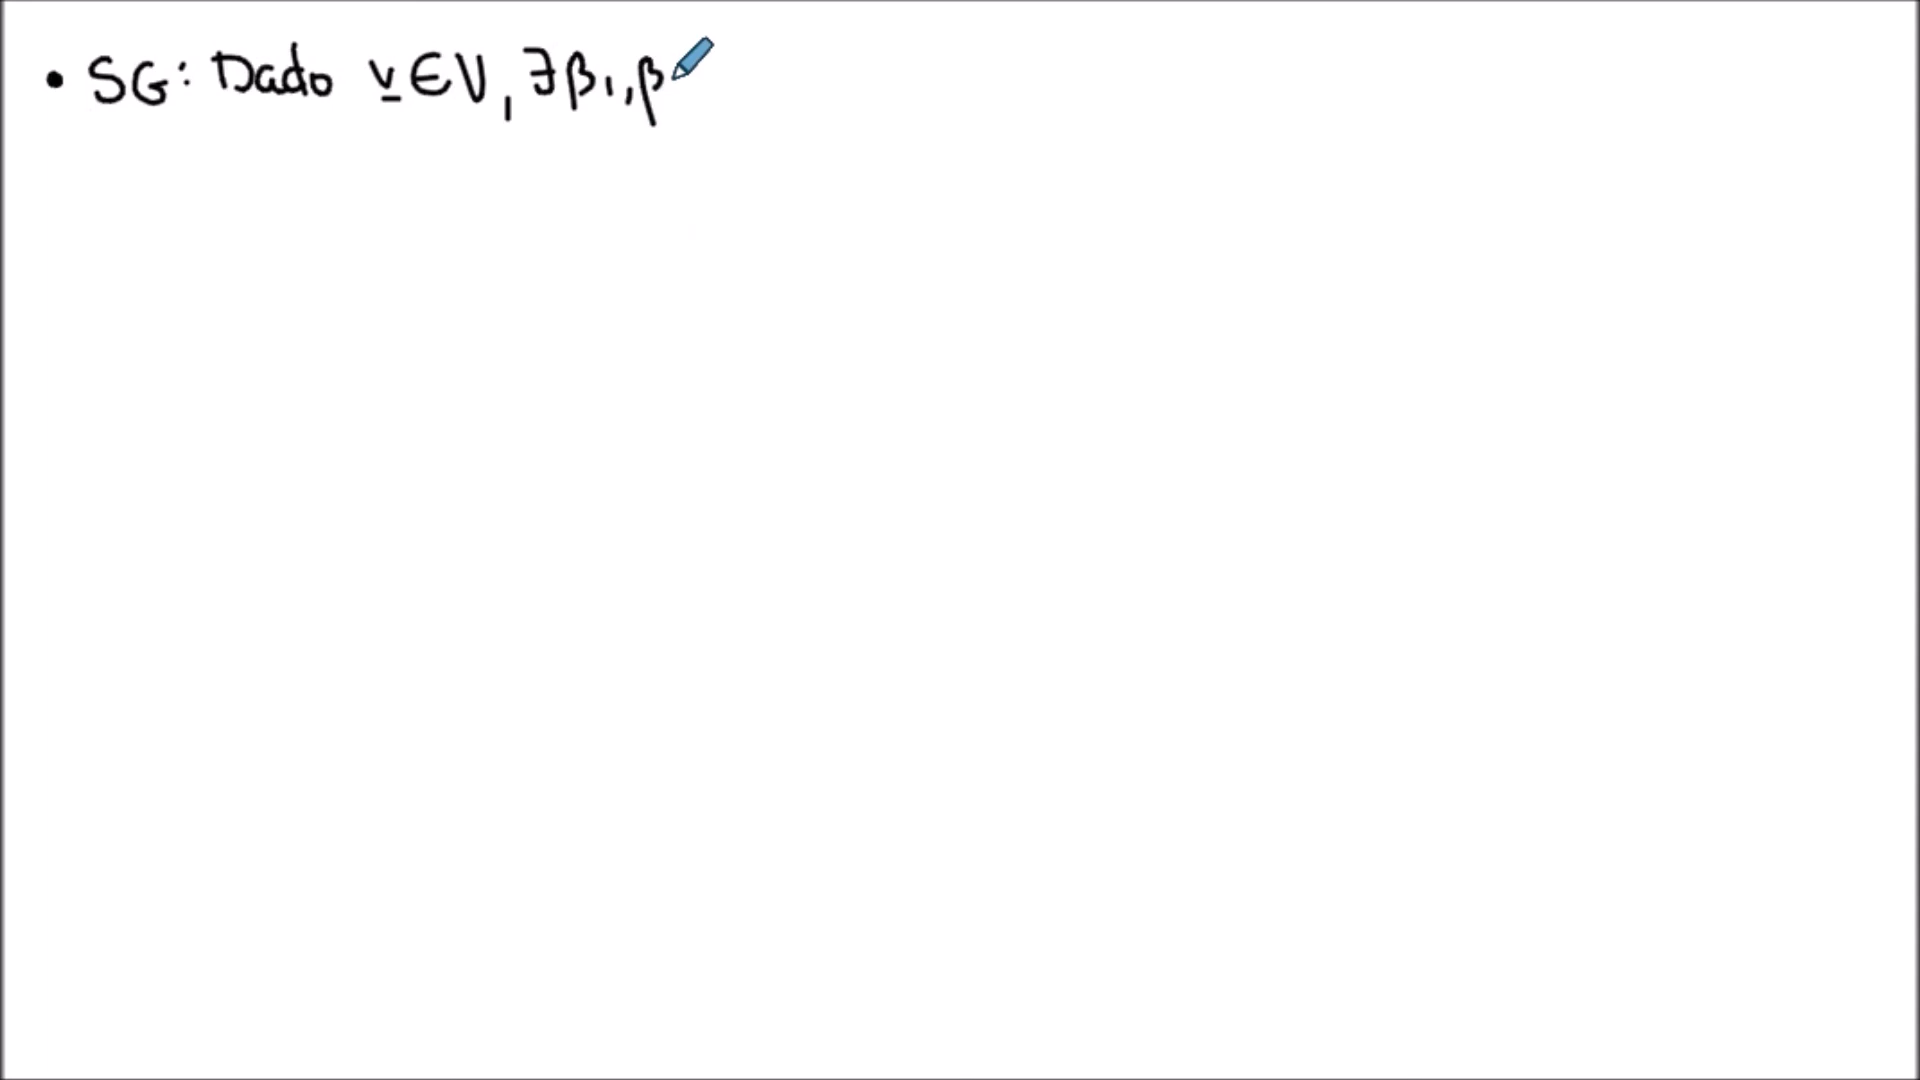 • SG: Dado v̲ ∈ V, ∃ β₁, β